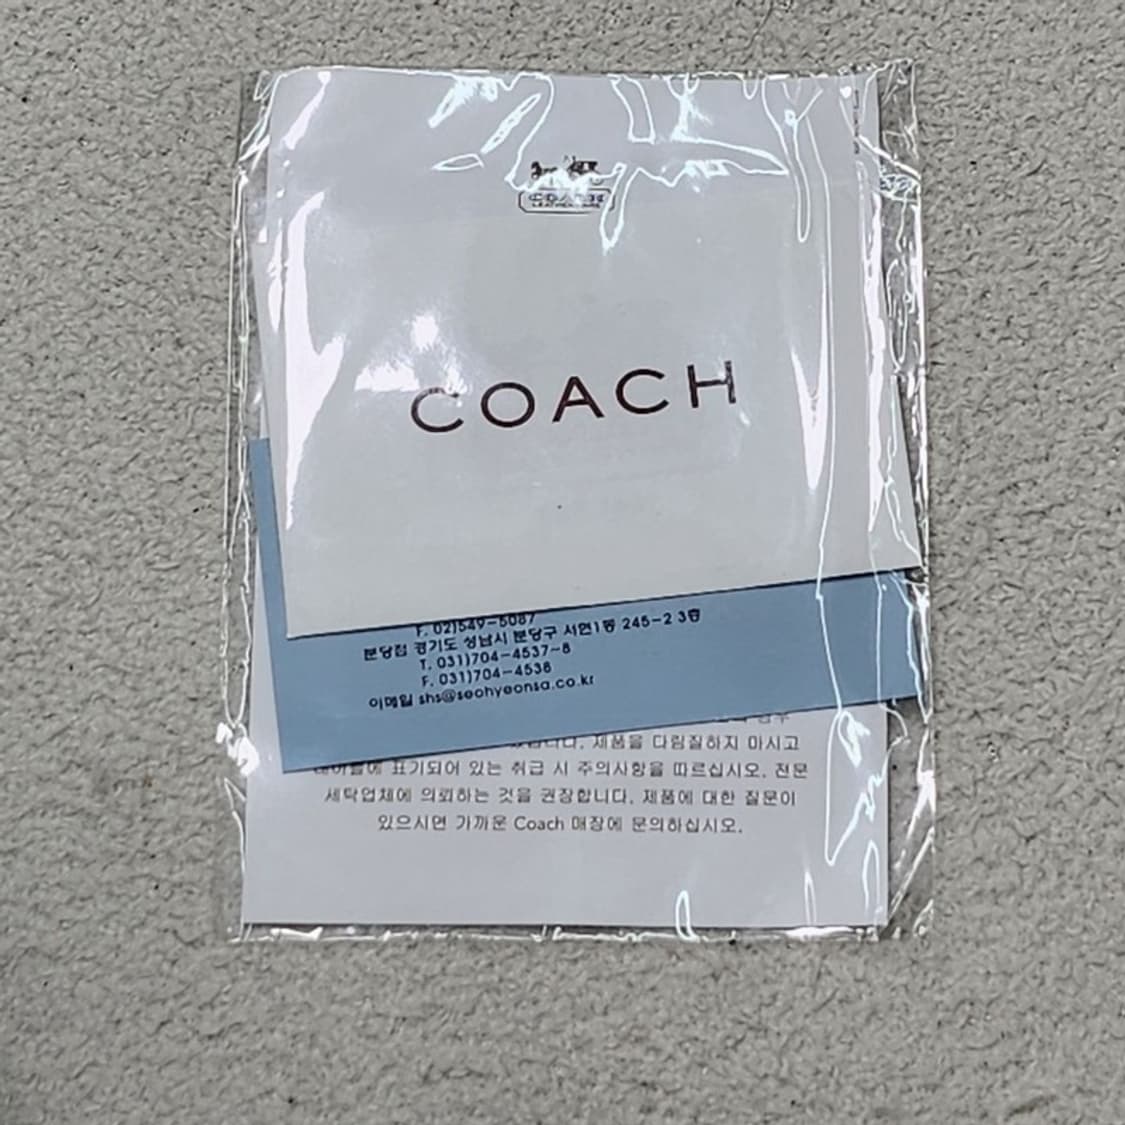 COACH
LEATHERWARE
COACH
F. 02)549-5087
분당점 경기도 성남시 분당구 서현1동 245-2 3층
T. 031)704-4537-8
F. 031)704-4538
이메일 shs@seohyeonsa.co.kr
경우
제품을 다림질하지 마시고
표기되어 있는 취급 시 주의사항을 따르십시오. 전문
세탁업체에 의뢰하는 것을 권장합니다. 제품에 대한 질문이
있으시면 가까운 Coach 매장에 문의하십시오.